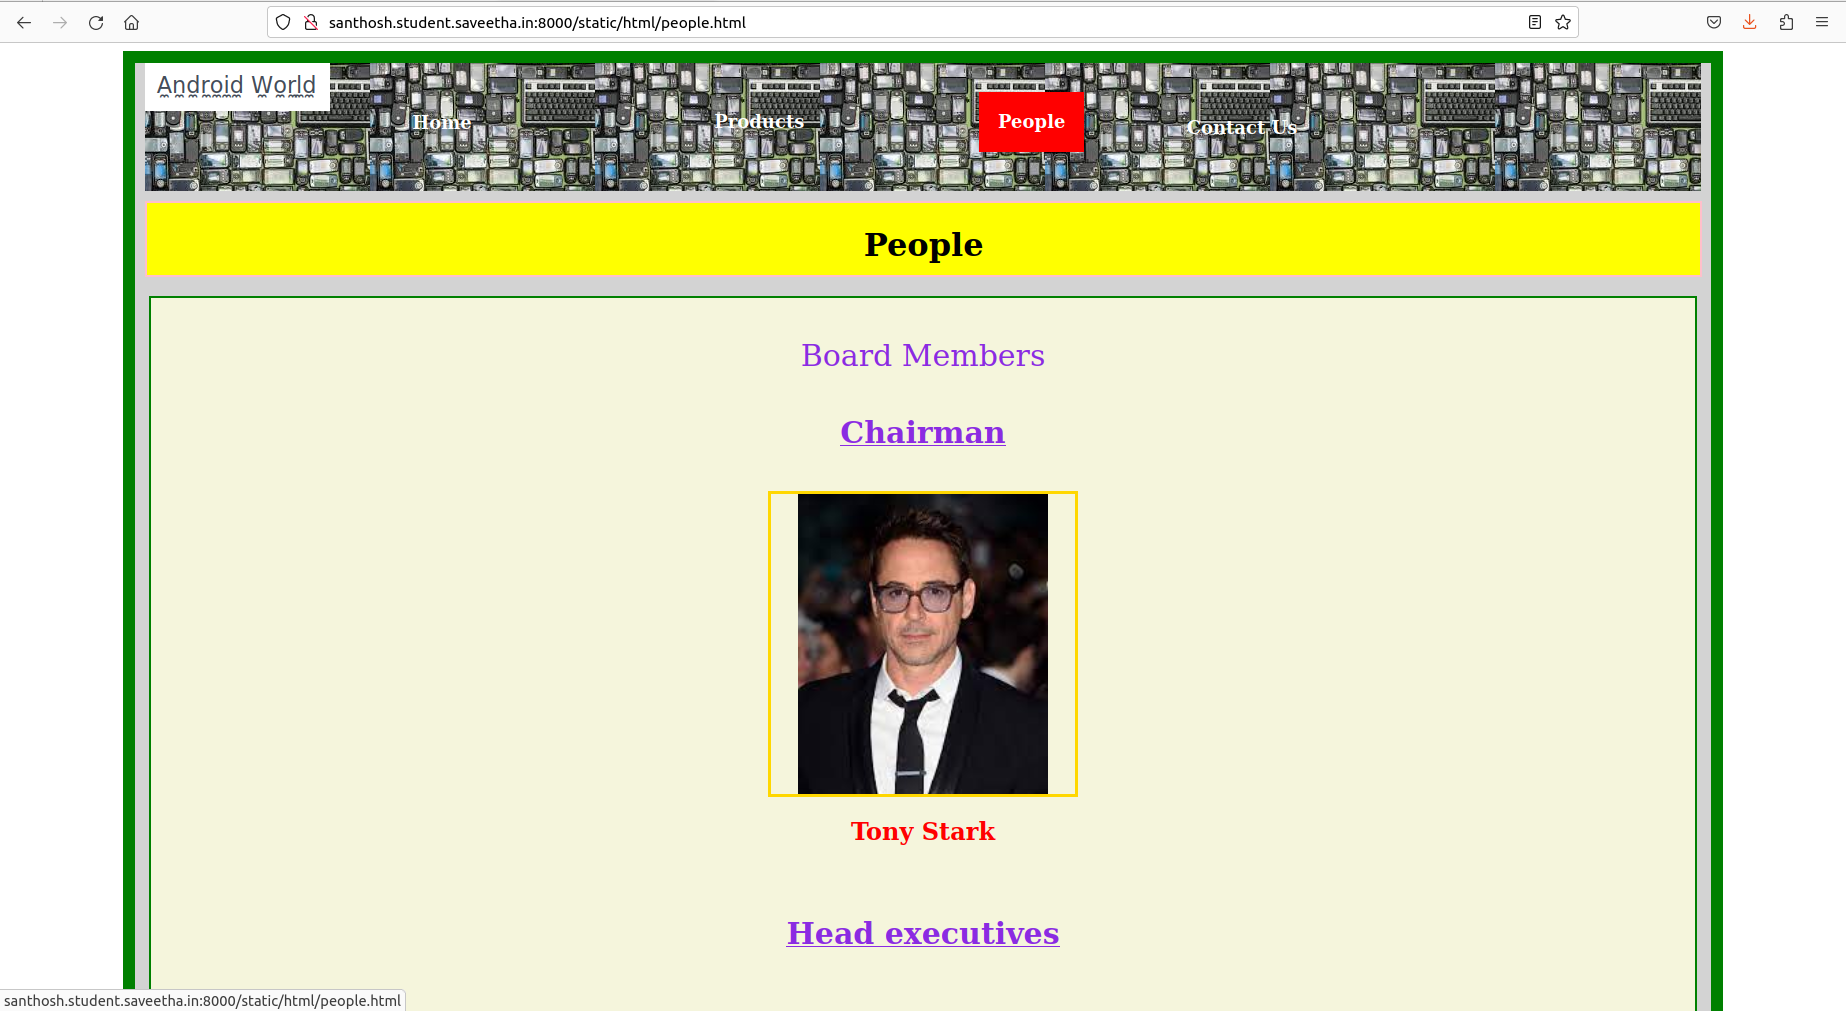 santhosh.student.saveetha.in:8000/static/html/people.html
Android World
Home
Products
People
Contact Us
People
Board Members
Chairman
Tony Stark
Head executives
santhosh.student.saveetha.in:8000/static/html/people.html